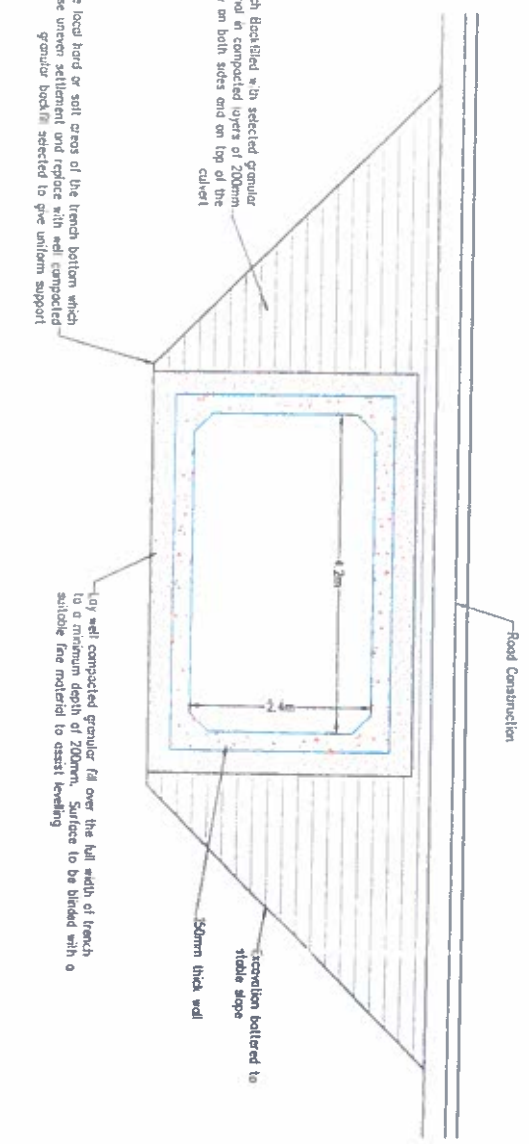 Road Construction
Backfilled with selected granular
in compacted layers of 200mm
on both sides and on top of the
culvert
local hard or soft areas of the trench bottom which
uneven settlement and replace with well compacted
granular backfill selected to give uniform support
4.2m
2.4m
Excavation battered to
stable slope
thick wall
Lay well compacted granular fill over the full width of trench
to a minimum depth of 200mm. Surface to be blinded with a
suitable fine material to assist levelling